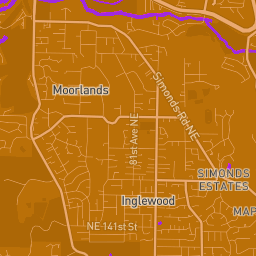 Moorlands
Simonds Rd NE
81st Ave NE
SIMONDS
ESTATES
Inglewood
MAP
NE 141st St